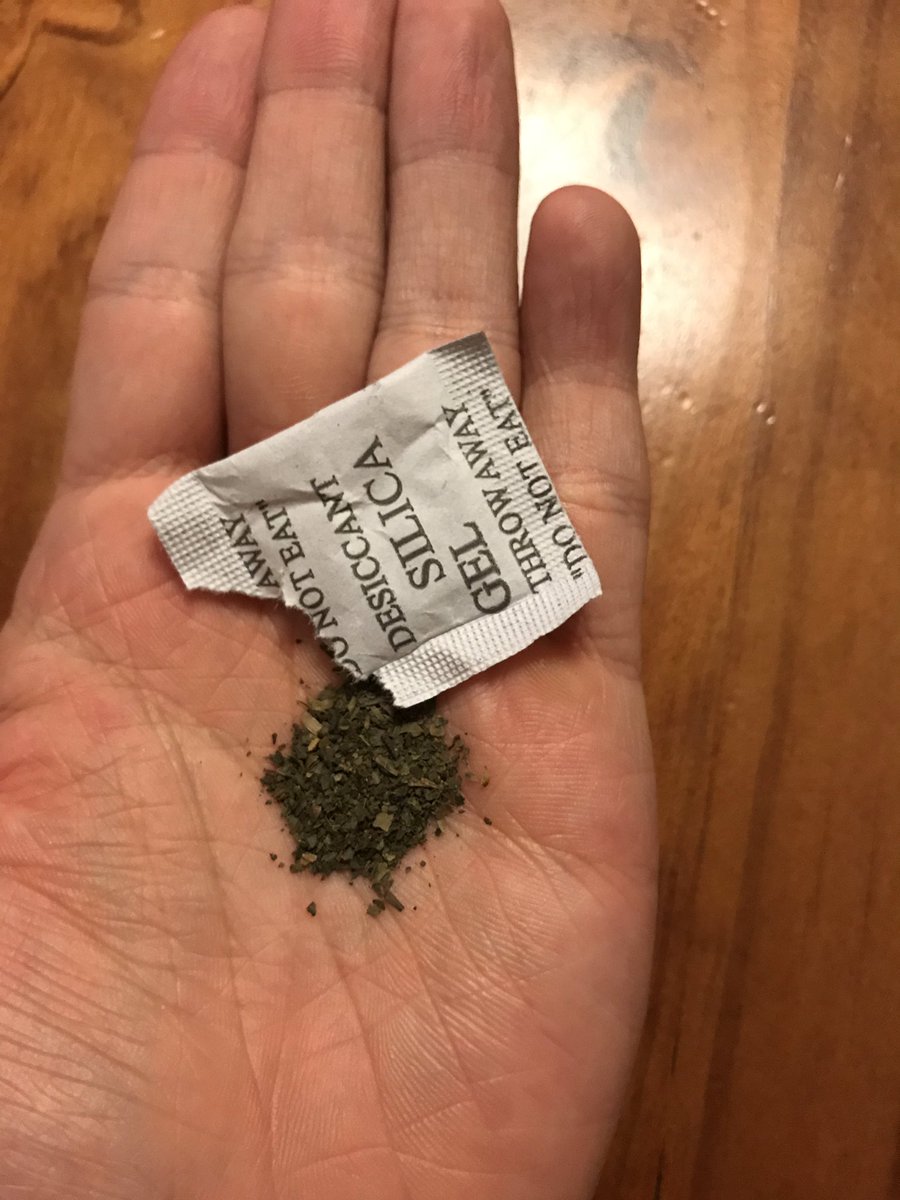 AWAY
DO NOT EAT"
DESICCANT
SILICA
GEL
THROW AWAY
"DO NOT EAT"